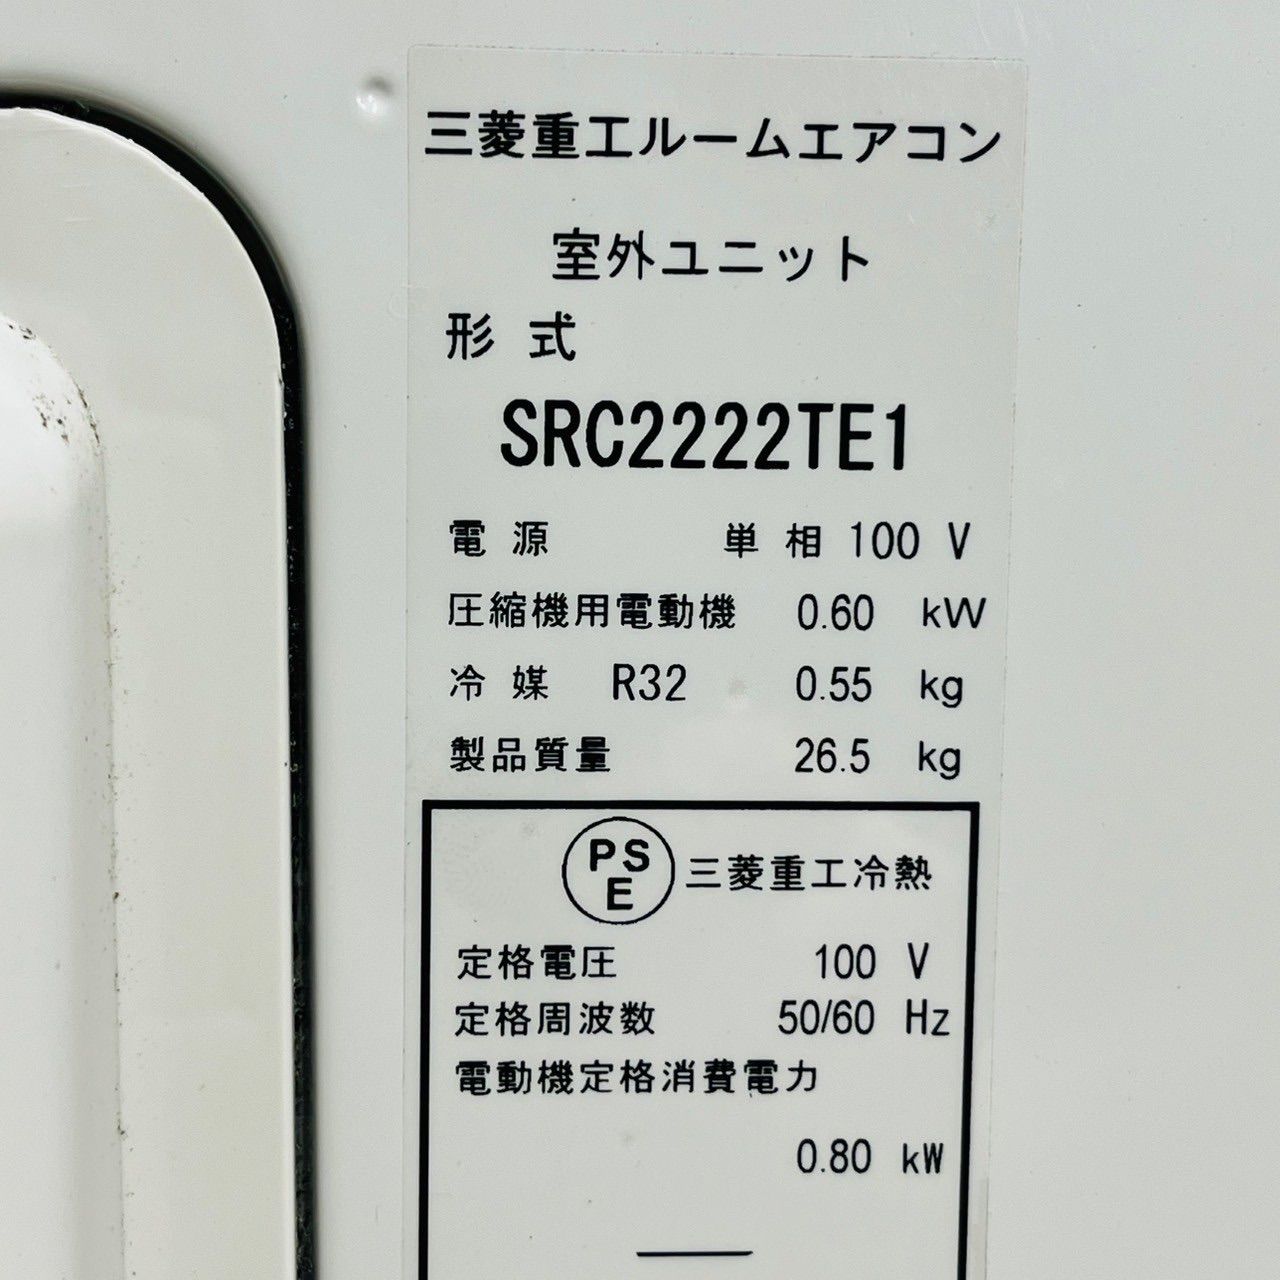 三菱重工ルームエアコン
室外ユニット
形式
SRC2222TE1
電源 単相 100 V
圧縮機用電動機 0.60 kW
冷媒 R32 0.55 kg
製品質量 26.5 kg
PS
E 三菱重工冷熱
定格電圧 100 V
定格周波数 50/60 Hz
電動機定格消費電力
0.80 kW